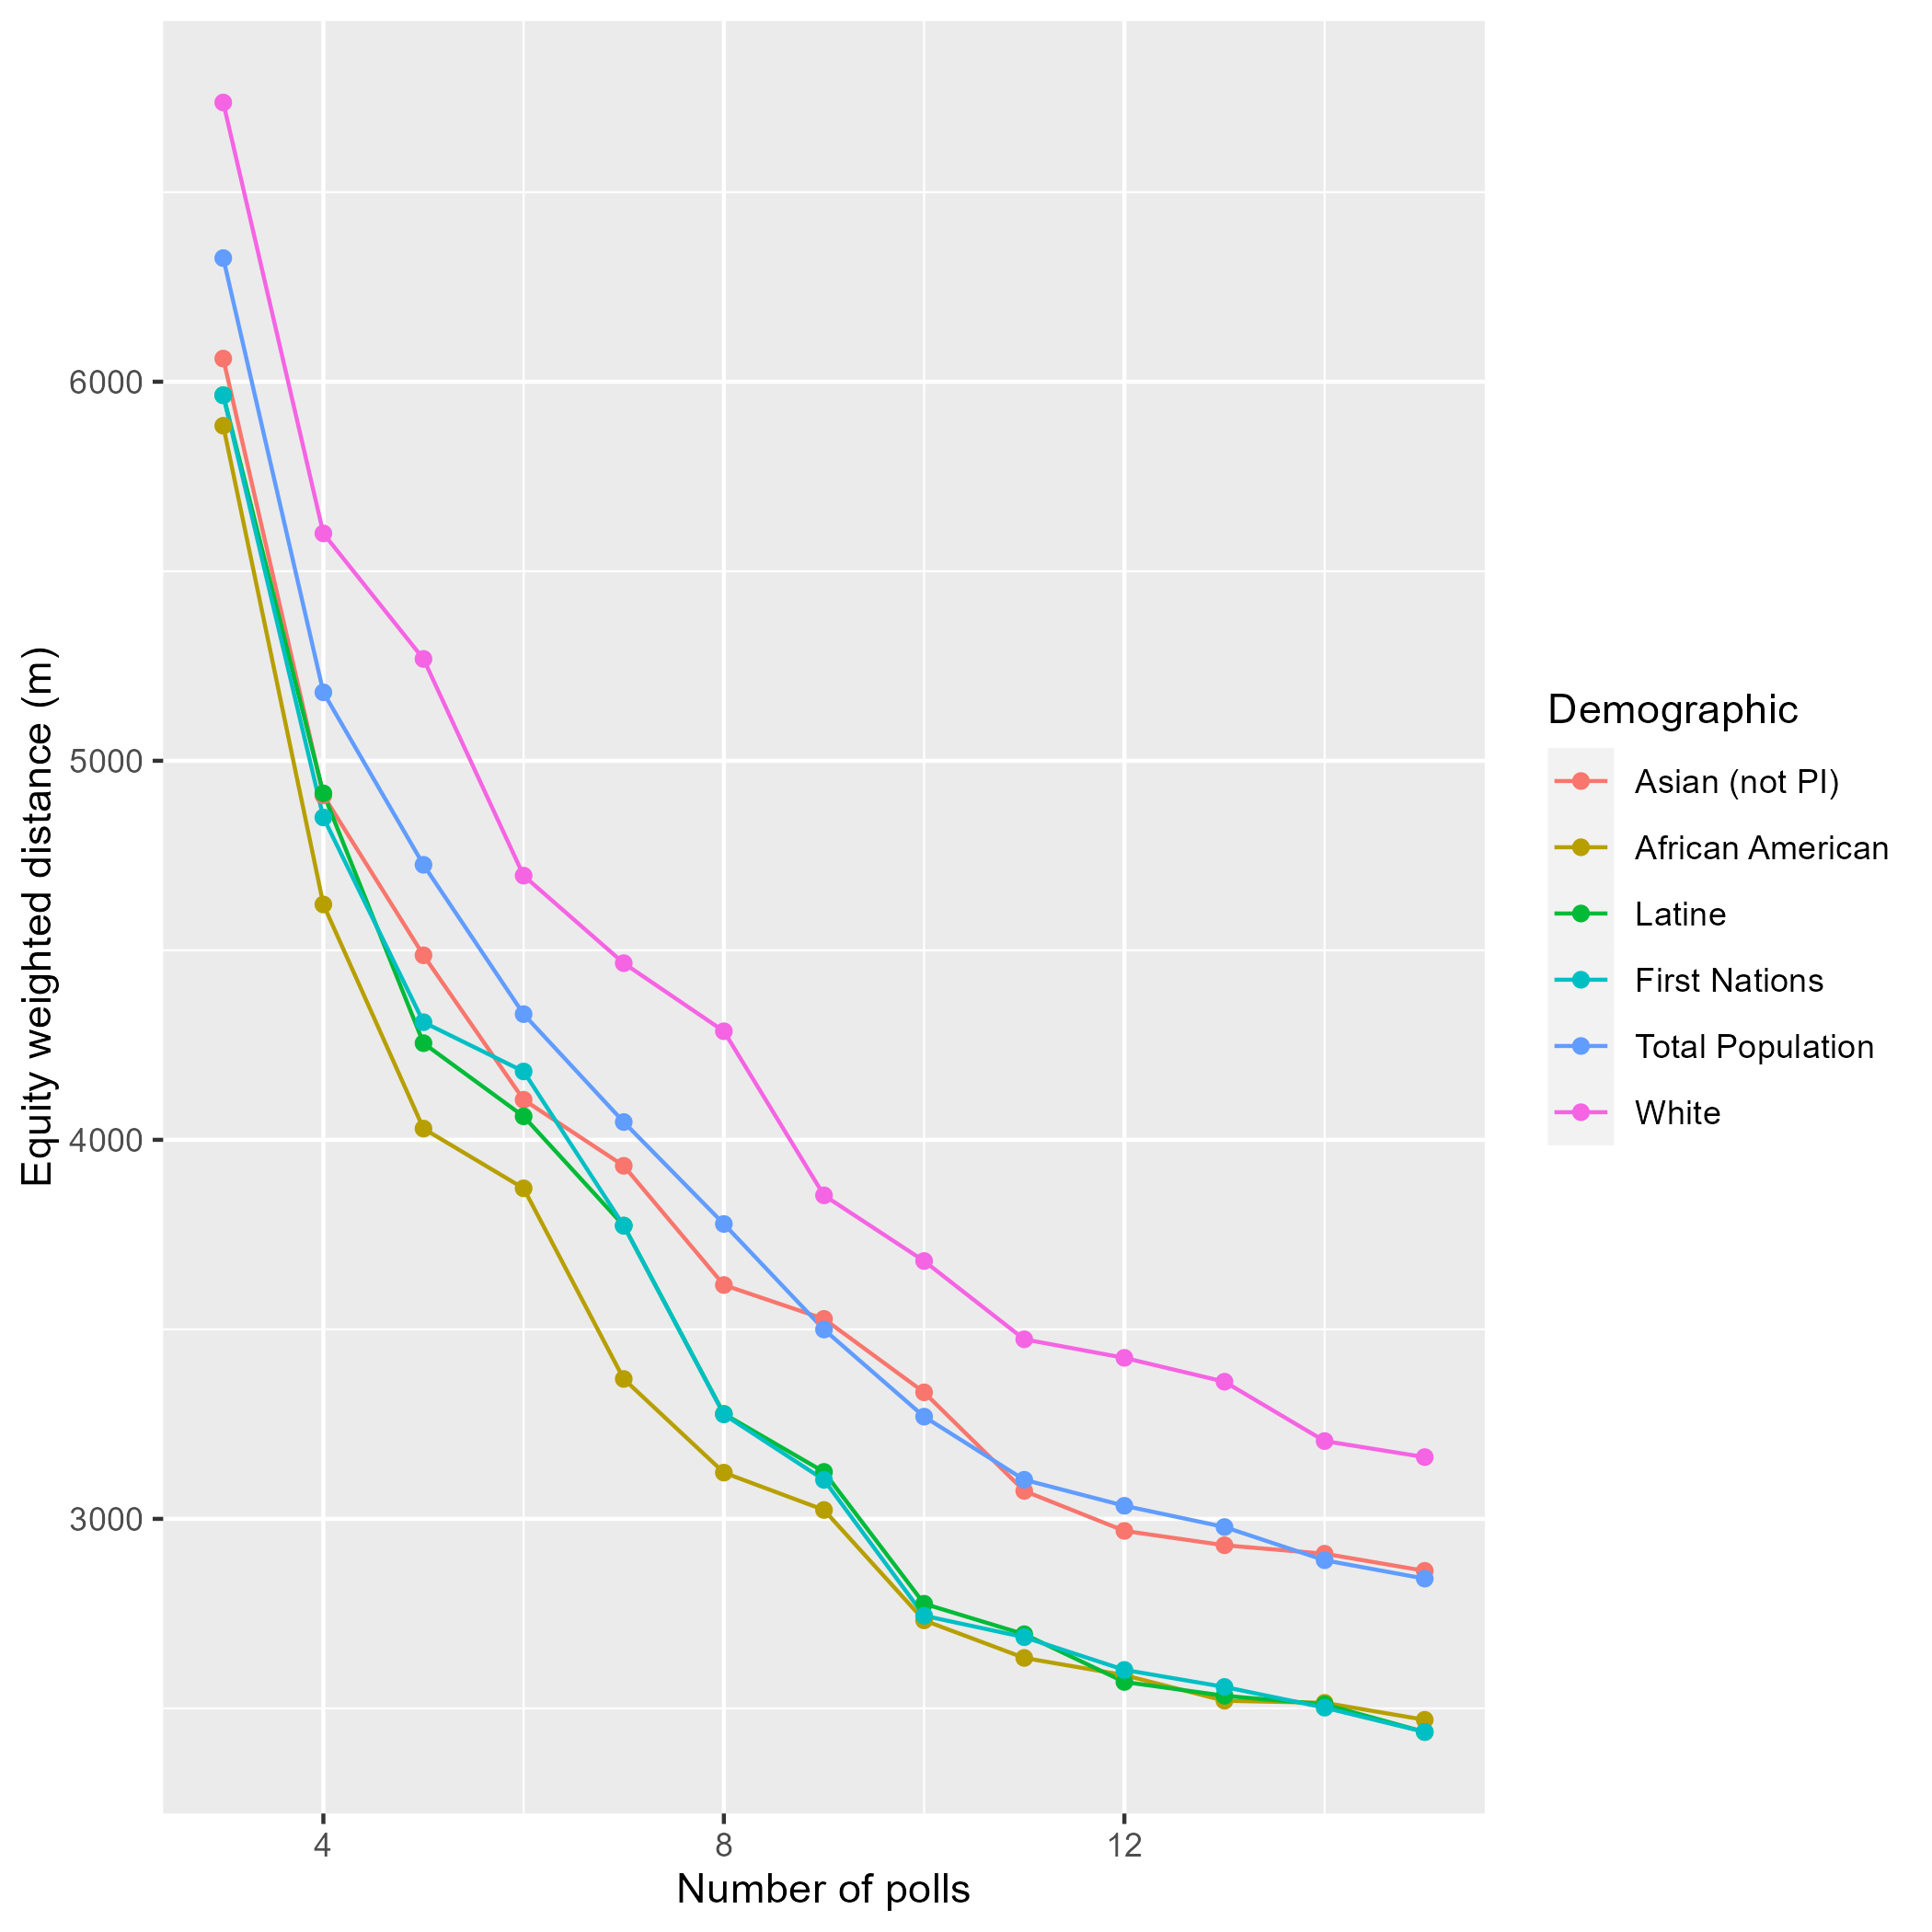 Equity weighted distance (m)
6000
5000
4000
3000
4
8
12
Number of polls
Demographic
Asian (not PI)
African American
Latine
First Nations
Total Population
White